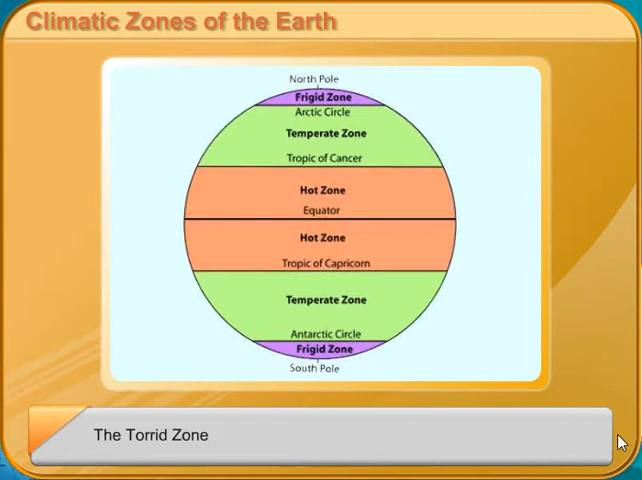 Climatic Zones of the Earth
North Pole
Frigid Zone
Arctic Circle
Temperate Zone
Tropic of Cancer
Hot Zone
Equator
Hot Zone
Tropic of Capricorn
Temperate Zone
Antarctic Circle
Frigid Zone
South Pole
The Torrid Zone